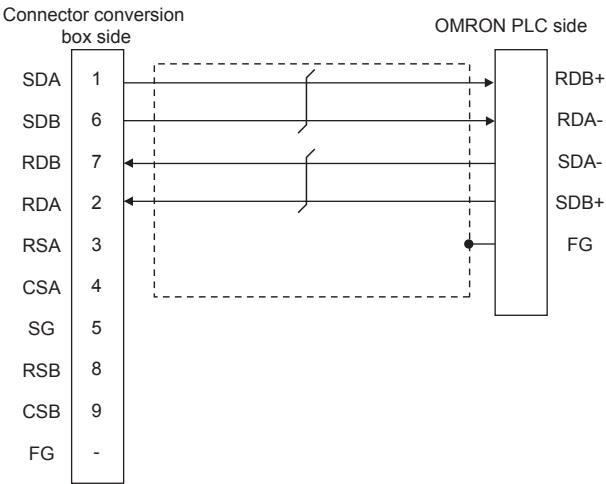 Connector conversion
box side
OMRON PLC side
SDA 1 RDB+
SDB 6 RDA-
RDB 7 SDA-
RDA 2 SDB+
RSA 3 FG
CSA 4
SG 5
RSB 8
CSB 9
FG -